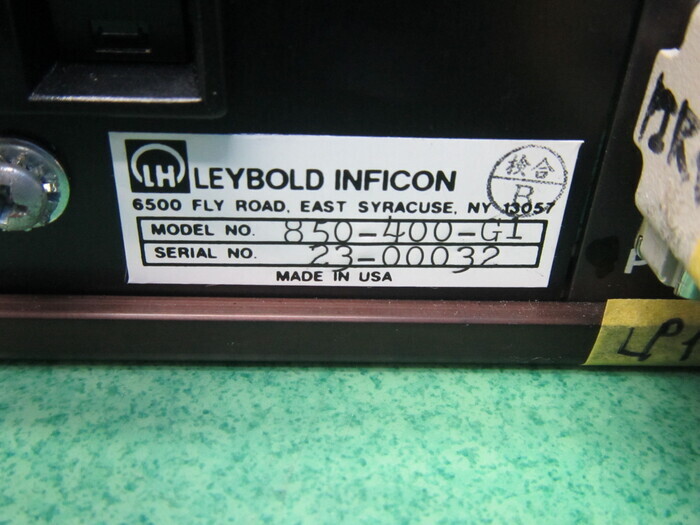 LH LEYBOLD INFICON
検合
B
6500 FLY ROAD, EAST SYRACUSE, NY 13057
MODEL NO. 850-400-G1
SERIAL NO. 23-00032
MADE IN USA